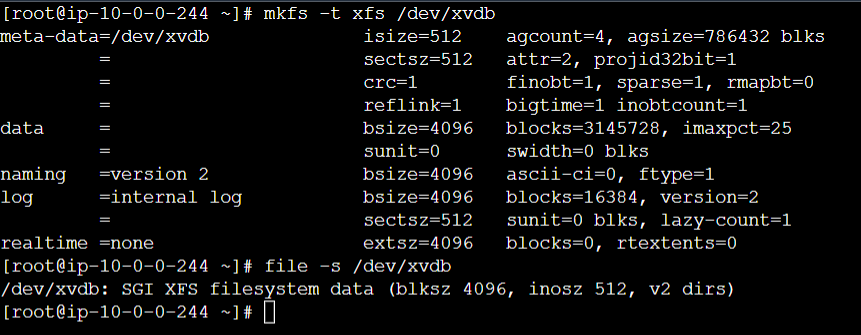 [root@ip-10-0-0-244 ~]# mkfs -t xfs /dev/xvdb
meta-data=/dev/xvdb              isize=512    agcount=4, agsize=786432 blks
         =                       sectsz=512   attr=2, projid32bit=1
         =                       crc=1        finobt=1, sparse=1, rmapbt=0
         =                       reflink=1    bigtime=1 inobtcount=1
data     =                       bsize=4096   blocks=3145728, imaxpct=25
         =                       sunit=0      swidth=0 blks
naming   =version 2              bsize=4096   ascii-ci=0, ftype=1
log      =internal log           bsize=4096   blocks=16384, version=2
         =                       sectsz=512   sunit=0 blks, lazy-count=1
realtime =none                   extsz=4096   blocks=0, rtextents=0
[root@ip-10-0-0-244 ~]# file -s /dev/xvdb
/dev/xvdb: SGI XFS filesystem data (blksz 4096, inosz 512, v2 dirs)
[root@ip-10-0-0-244 ~]#